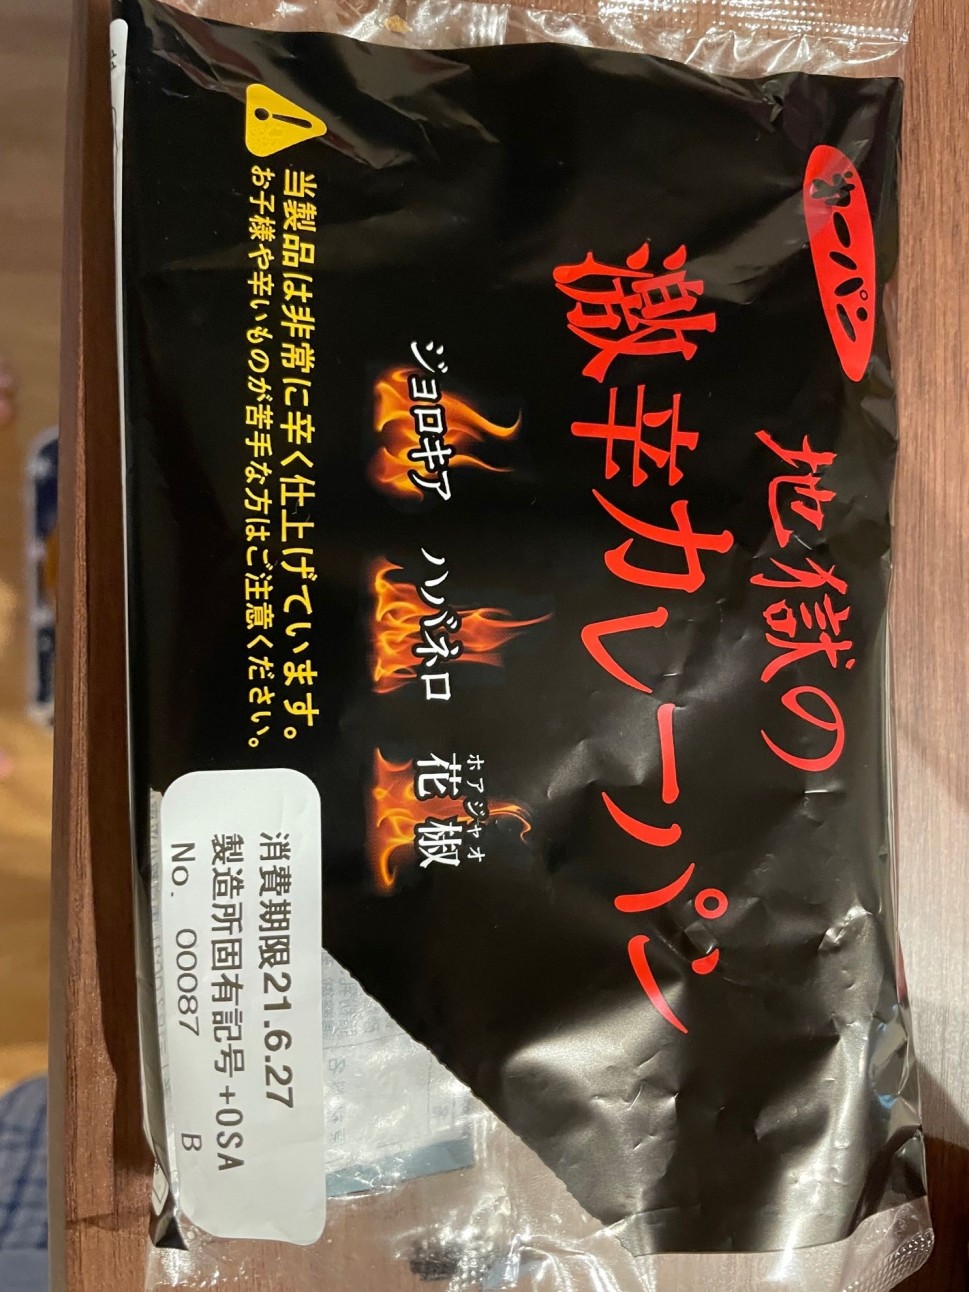 オイシス
地獄の
激辛カレーパン
ジョロキア ハバネロ 花椒
ホアジャオ
当製品は非常に辛く仕上げています。
お子様や辛いものが苦手な方はご注意ください。
消費期限21.6.27
製造所固有記号+OSA
No. 00087 B